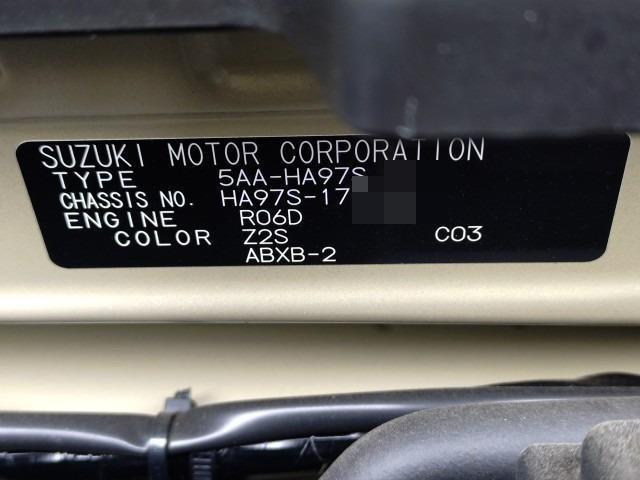 SUZUKI MOTOR CORPORATION
TYPE 5AA-HA97S
CHASSIS NO. HA97S-17
ENGINE R06D
COLOR Z2S C03
ABXB-2